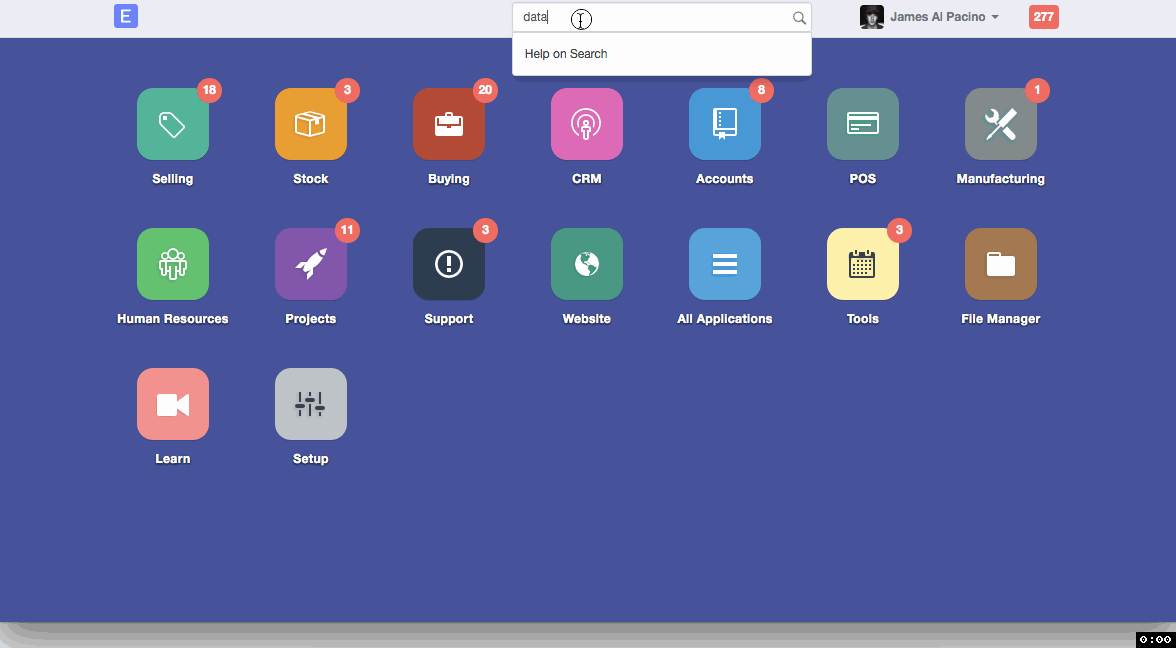 E
data
James Al Pacino
277
Help on Search
18
3
20
8
1
Selling
Stock
Buying
CRM
Accounts
POS
Manufacturing
11
3
3
Human Resources
Projects
Support
Website
All Applications
Tools
File Manager
Learn
Setup
0:00